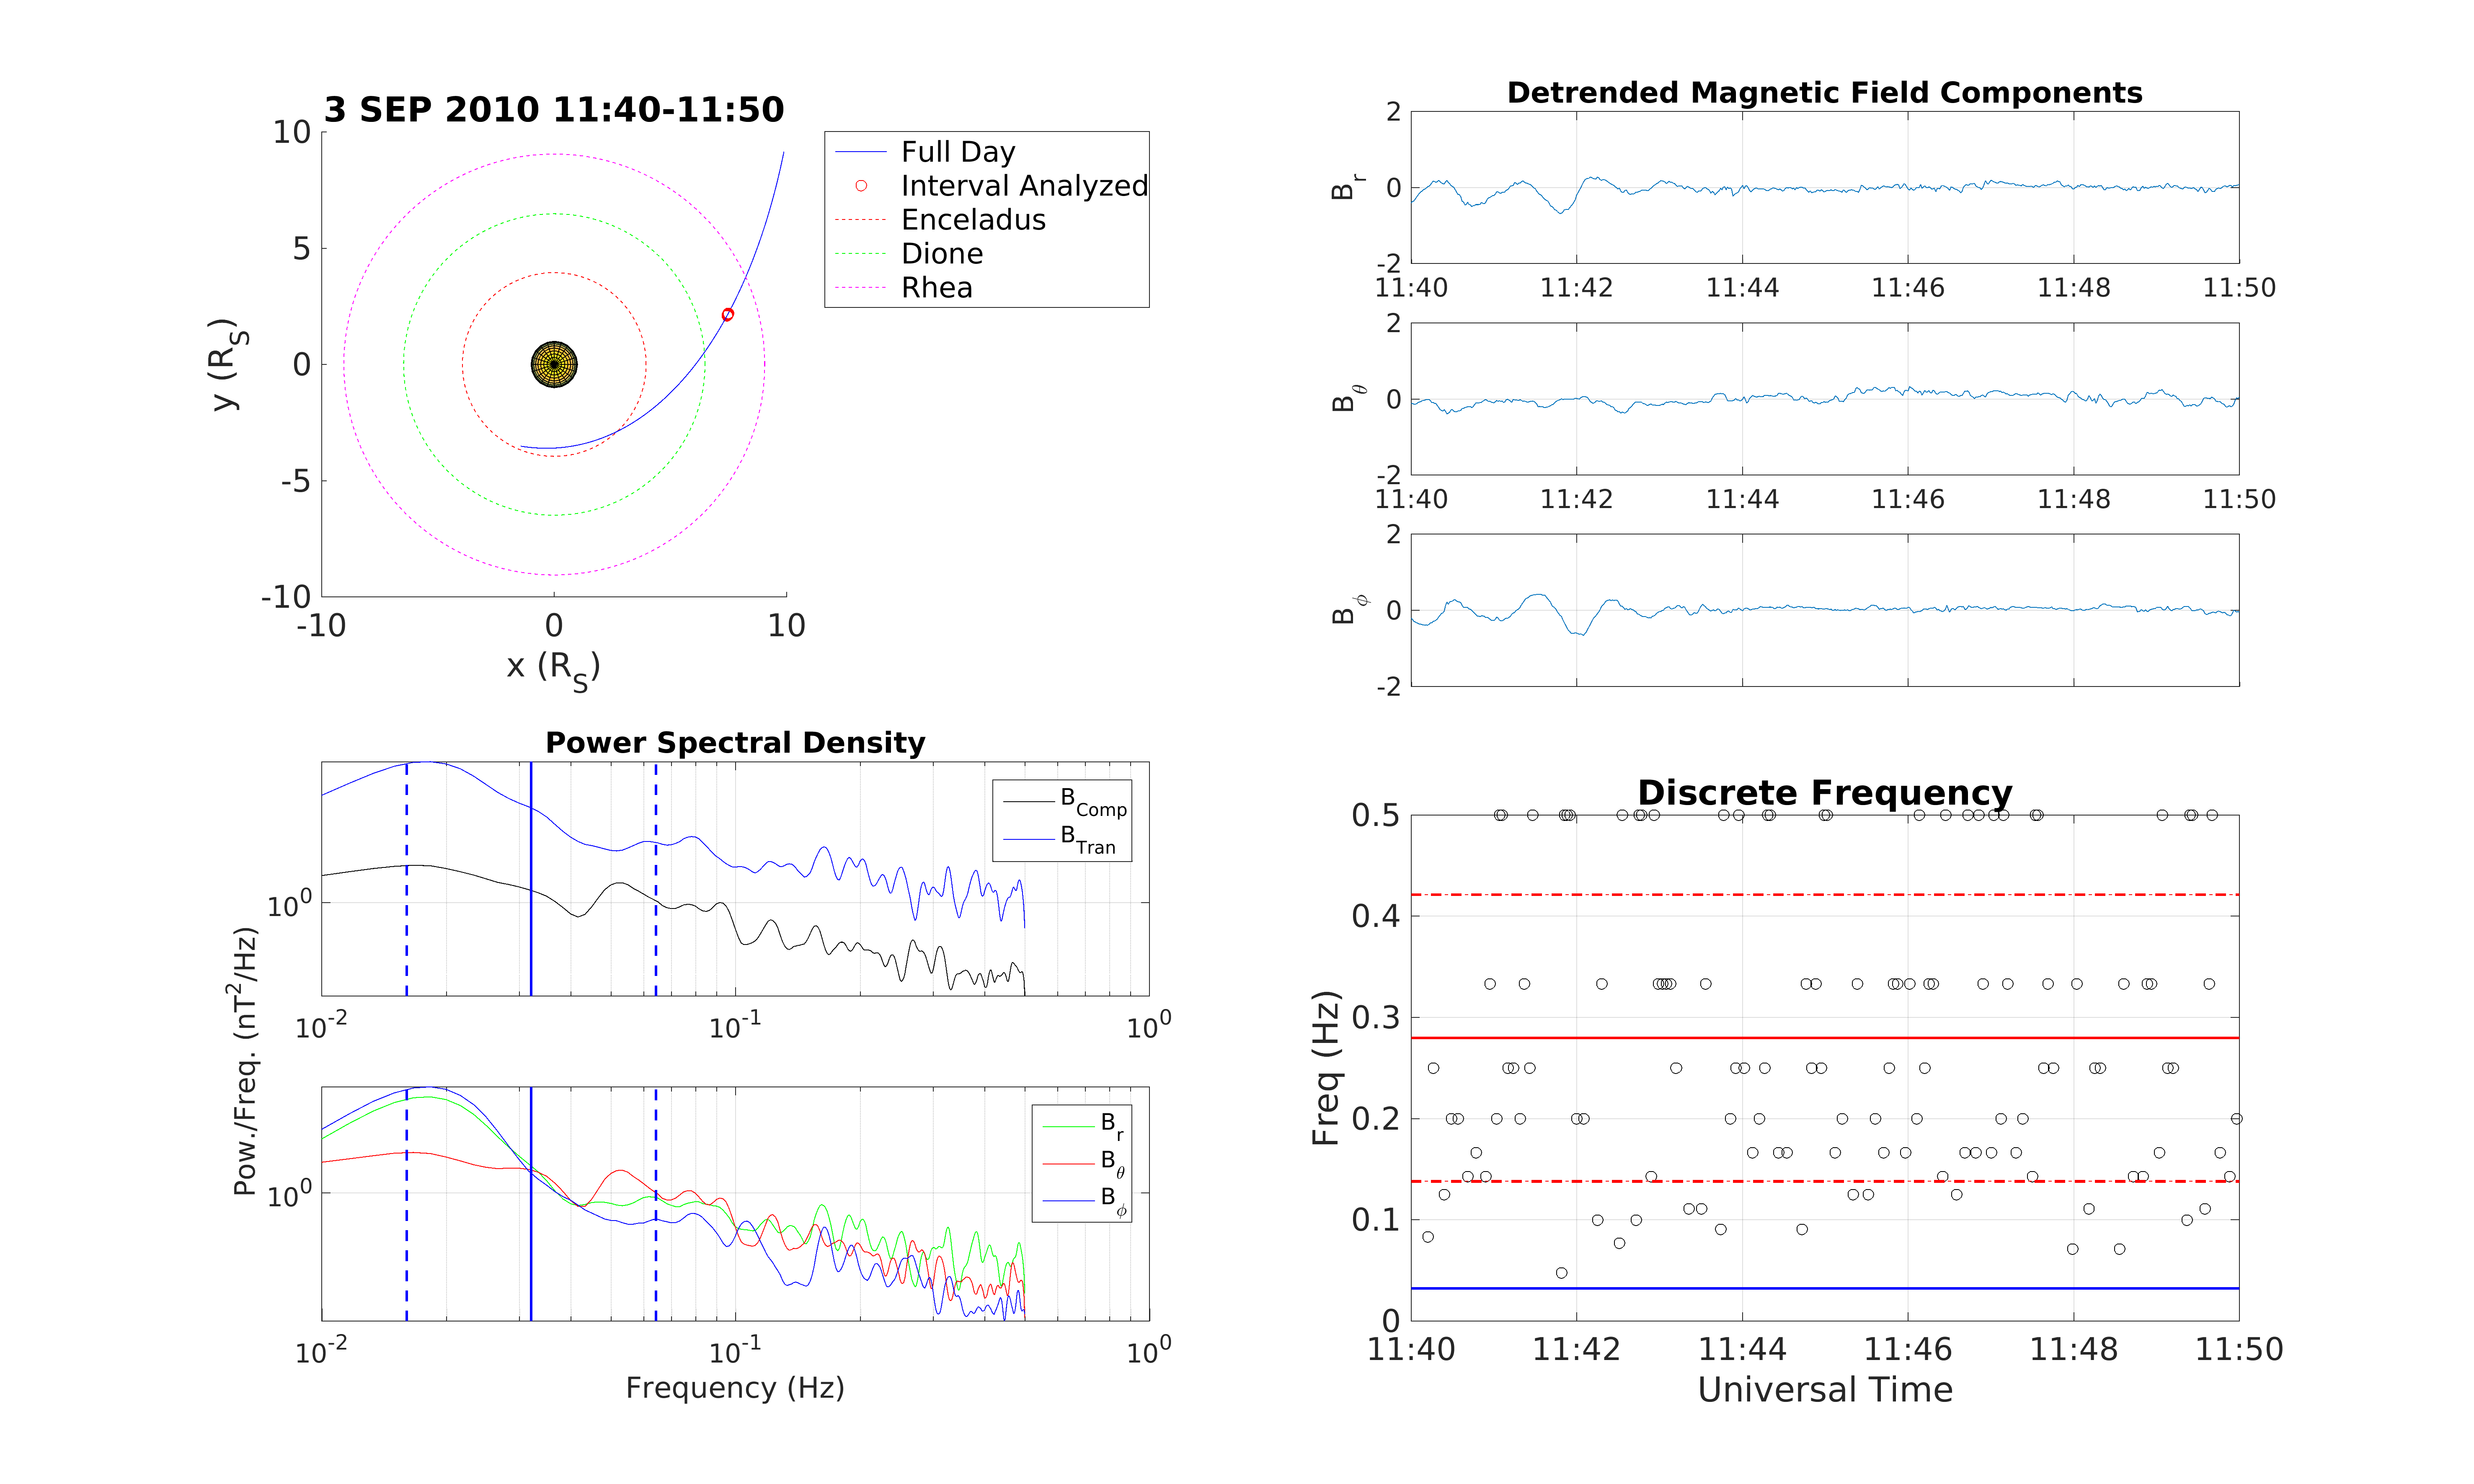 3 SEP 2010 11:40-11:50
10
5
0
-5
-10
-10 0 10
y (R_S)
x (R_S)
Full Day
Interval Analyzed
Enceladus
Dione
Rhea
Detrended Magnetic Field Components
2
0
-2
B_r
11:40 11:42 11:44 11:46 11:48 11:50
2
0
-2
B_θ
11:40 11:42 11:44 11:46 11:48 11:50
2
0
-2
B_ϕ
Power Spectral Density
B_Comp
B_Tran
10^0
10^-2 10^-1 10^0
Pow./Freq. (nT^2/Hz)
B_r
B_θ
B_ϕ
10^0
10^-2 10^-1 10^0
Frequency (Hz)
Discrete Frequency
0.5
0.4
0.3
0.2
0.1
0
Freq (Hz)
11:40 11:42 11:44 11:46 11:48 11:50
Universal Time